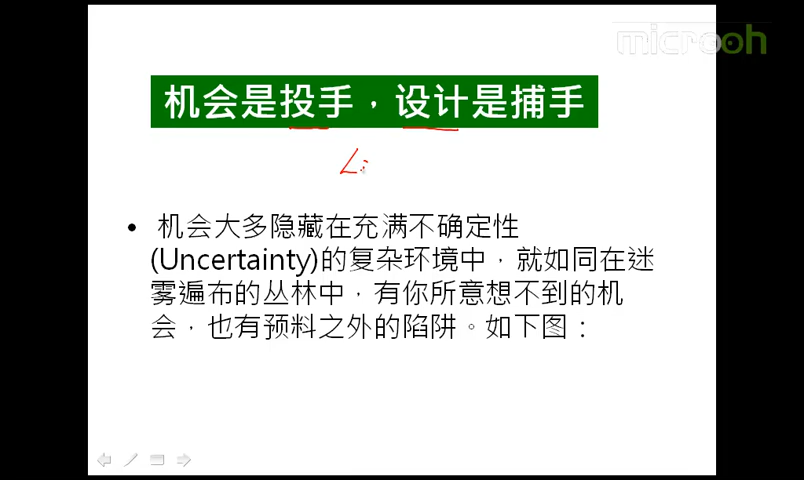 microoh
机会是投手，设计是捕手
• 机会大多隐藏在充满不确定性
(Uncertainty)的复杂环境中，就如同在迷
雾遍布的丛林中，有你所意想不到的机
会，也有预料之外的陷阱。如下图：